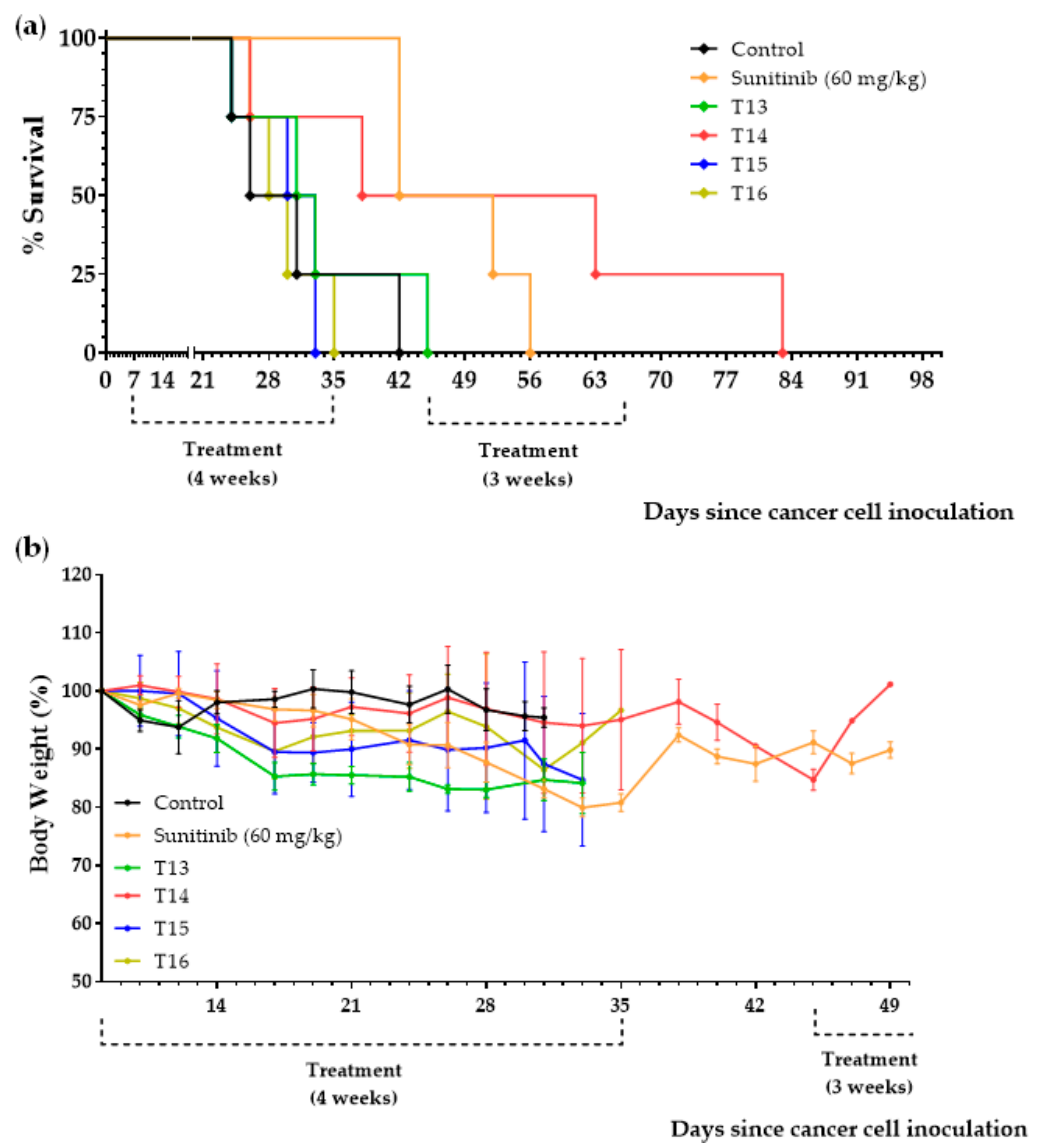 (a)
100
75
50
25
0
% Survival
Control
Sunitinib (60 mg/kg)
T13
T14
T15
T16
0 7 14 21 28 35 42 49 56 63 70 77 84 91 98
Treatment
(4 weeks)
Treatment
(3 weeks)
Days since cancer cell inoculation
(b)
120
110
100
90
80
70
60
50
Body Weight (%)
Control
Sunitinib (60 mg/kg)
T13
T14
T15
T16
14 21 28 35 42 49
Treatment
(4 weeks)
Treatment
(3 weeks)
Days since cancer cell inoculation